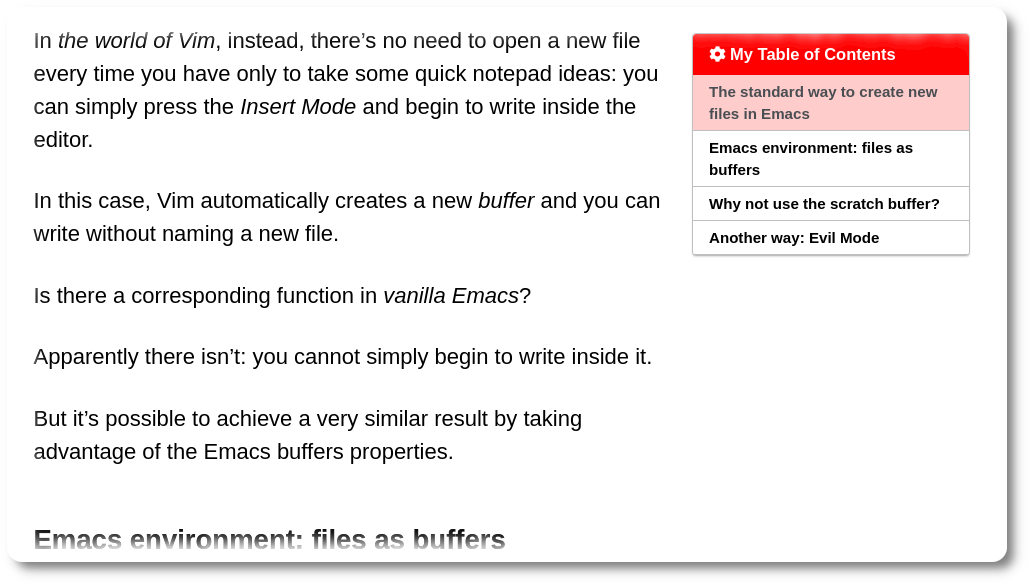 In the world of Vim, instead, there’s no need to open a new file
every time you have only to take some quick notepad ideas: you
can simply press the Insert Mode and begin to write inside the
editor.
In this case, Vim automatically creates a new buffer and you can
write without naming a new file.
Is there a corresponding function in vanilla Emacs?
Apparently there isn’t: you cannot simply begin to write inside it.
But it’s possible to achieve a very similar result by taking
advantage of the Emacs buffers properties.
Emacs environment: files as buffers
My Table of Contents
The standard way to create new
files in Emacs
Emacs environment: files as
buffers
Why not use the scratch buffer?
Another way: Evil Mode